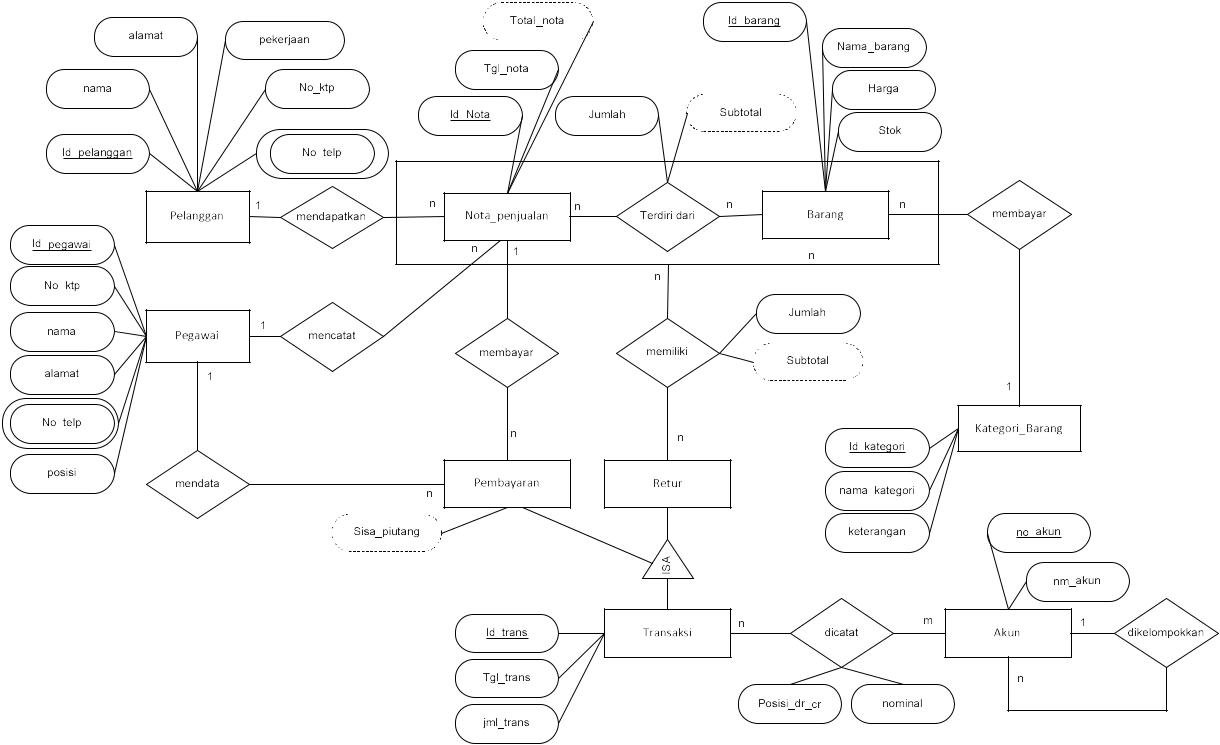 Total_nota
Id_barang
alamat
pekerjaan
Nama_barang
Tgl_nota
nama
No_ktp
Harga
Id_Nota
Jumlah
Subtotal
Stok
Id_pelanggan
No_telp
Pelanggan
1
mendapatkan
n
Nota_penjualan
n
Terdiri dari
n
Barang
n
membayar
Id_pegawai
n
1
n
n
No_ktp
Jumlah
nama
Pegawai
1
mencatat
membayar
memiliki
Subtotal
alamat
1
1
No_telp
n
n
Kategori_Barang
Id_kategori
posisi
mendata
n
Pembayaran
Retur
nama_kategori
Sisa_piutang
keterangan
no_akun
ISA
nm_akun
Id_trans
Transaksi
n
dicatat
m
Akun
1
dikelompokkan
Tgl_trans
n
Posisi_dr_cr
nominal
jml_trans